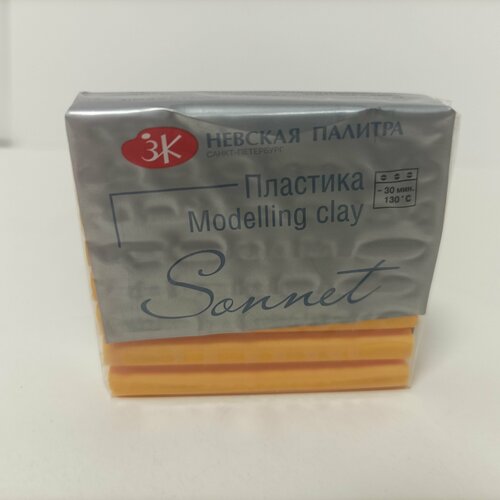 ЗК НЕВСКАЯ ПАЛИТРА
САНКТ-ПЕТЕРБУРГ
Пластика
Modelling clay
~30 мин.
130°С
Sonnet